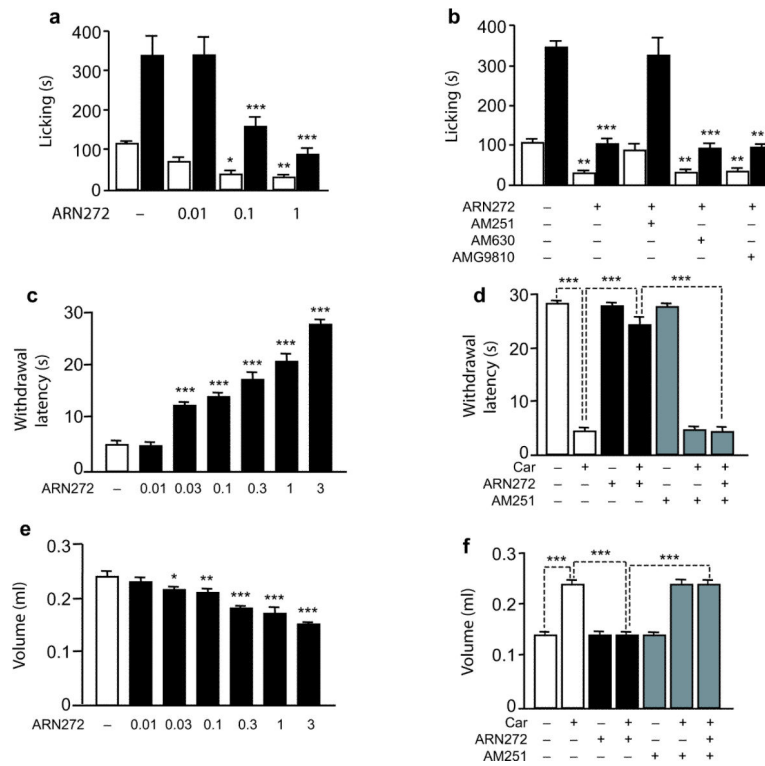 a
400
300
200
100
0
Licking (s)
***
***
*
**
ARN272 – 0.01 0.1 1
b
400
300
200
100
0
Licking (s)
** *** ** *** ** **
ARN272 – + + + +
AM251 – – + – –
AM630 – – – + –
AMG9810 – – – – +
c
30
20
10
0
Withdrawal
latency (s)
*** *** *** *** ***
ARN272 – 0.01 0.03 0.1 0.3 1 3
d
*** *** ***
30
20
10
0
Withdrawal
latency (s)
Car – + – + – + +
ARN272 – – + + – – +
AM251 – – – – + + +
e
0.3
0.2
0.1
0
Volume (ml)
* ** *** *** ***
ARN272 – 0.01 0.03 0.1 0.3 1 3
f
0.3
0.2
0.1
0
Volume (ml)
*** *** ***
Car – + – + – + +
ARN272 – – + + – – +
AM251 – – – – + + +